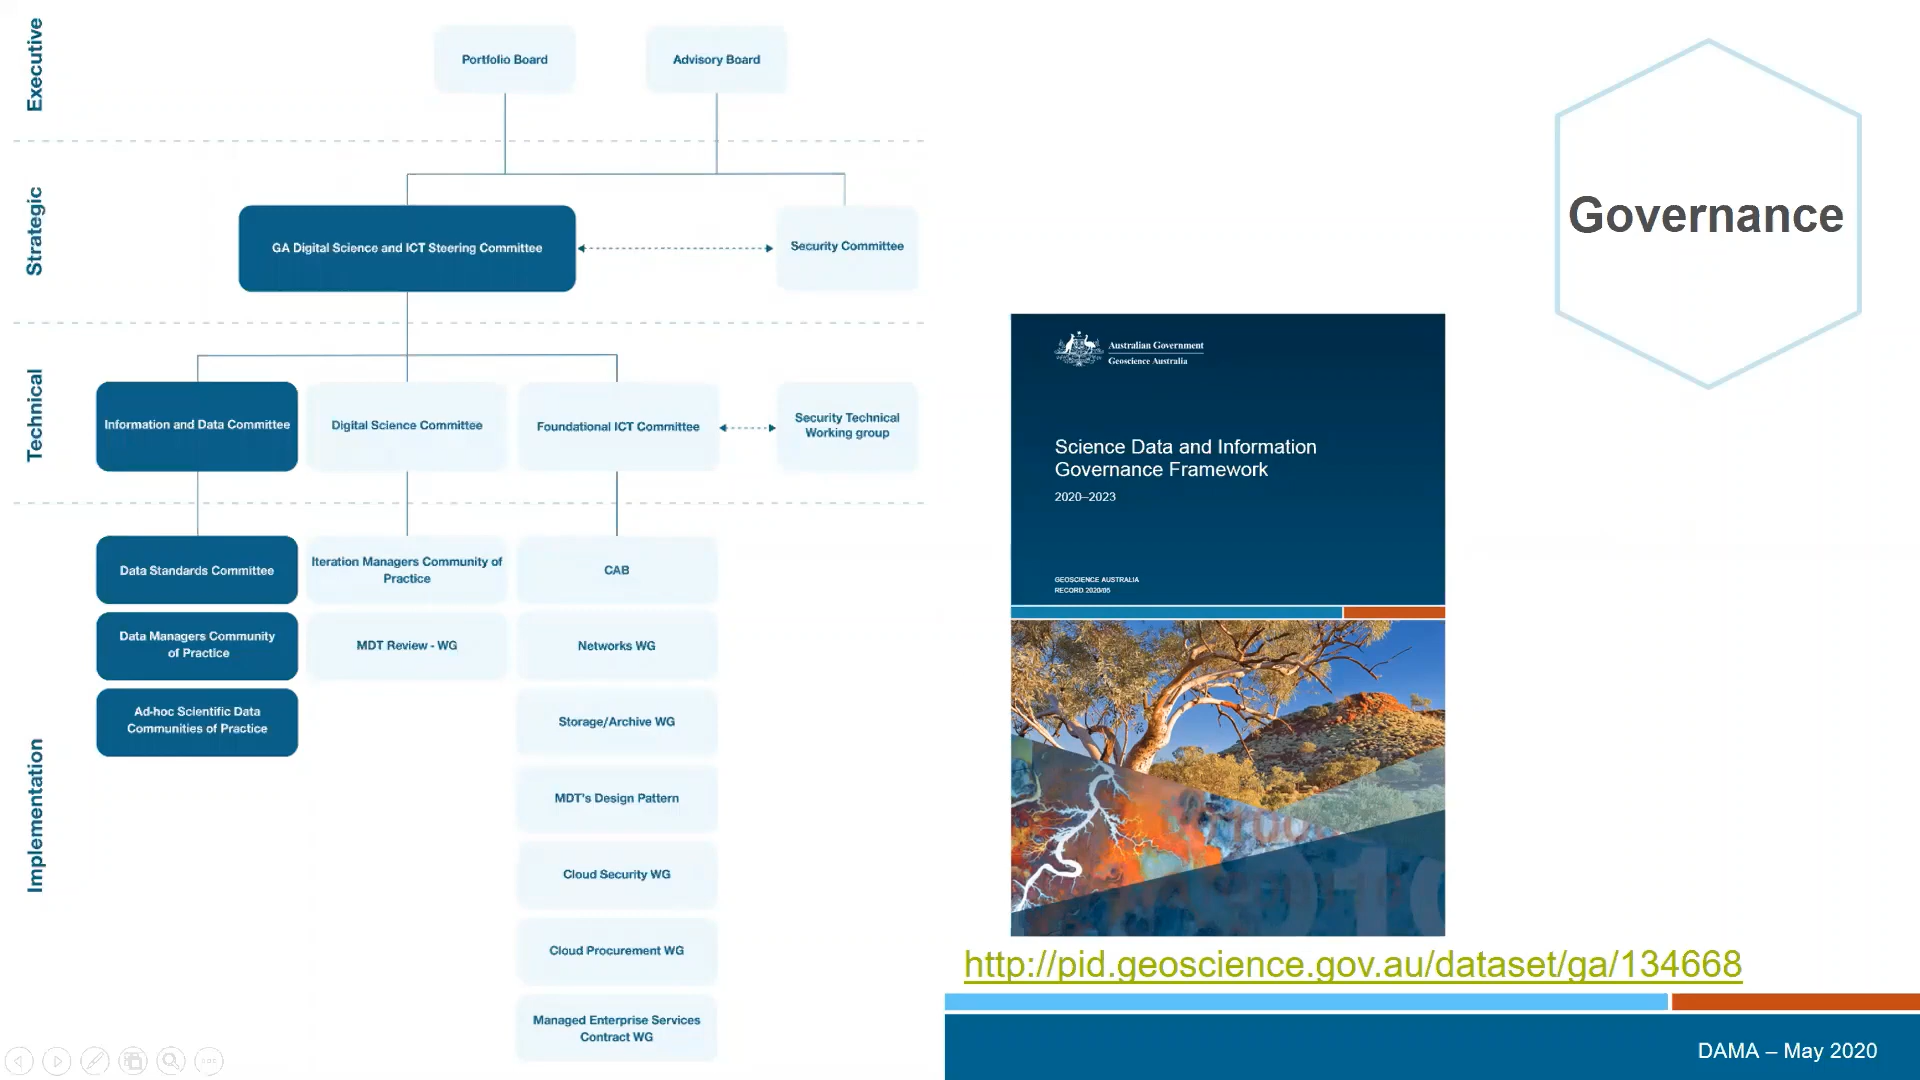 Executive
Portfolio Board
Advisory Board
Strategic
GA Digital Science and ICT Steering Committee
Security Committee
Technical
Information and Data Committee
Digital Science Committee
Foundational ICT Committee
Security Technical
Working group
Implementation
Data Standards Committee
Data Managers Community
of Practice
Ad-hoc Scientific Data
Communities of Practice
Iteration Managers Community of
Practice
MDT Review - WG
CAB
Networks WG
Storage/Archive WG
MDT's Design Pattern
Cloud Security WG
Cloud Procurement WG
Managed Enterprise Services
Contract WG
Governance
Australian Government
Geoscience Australia
Science Data and Information
Governance Framework
2020–2023
GEOSCIENCE AUSTRALIA
RECORD 2020/05
http://pid.geoscience.gov.au/dataset/ga/134668
DAMA – May 2020